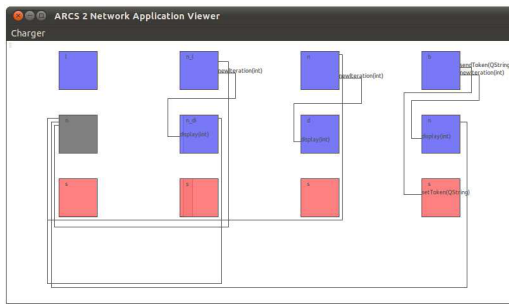 ARCS 2 Network Application Viewer
Charger
newIteration(int)
newIteration(int)
sendToken(QString
newIteration(int)
display(int)
display(int)
display(int)
s
s
s
s
setToken(QString)